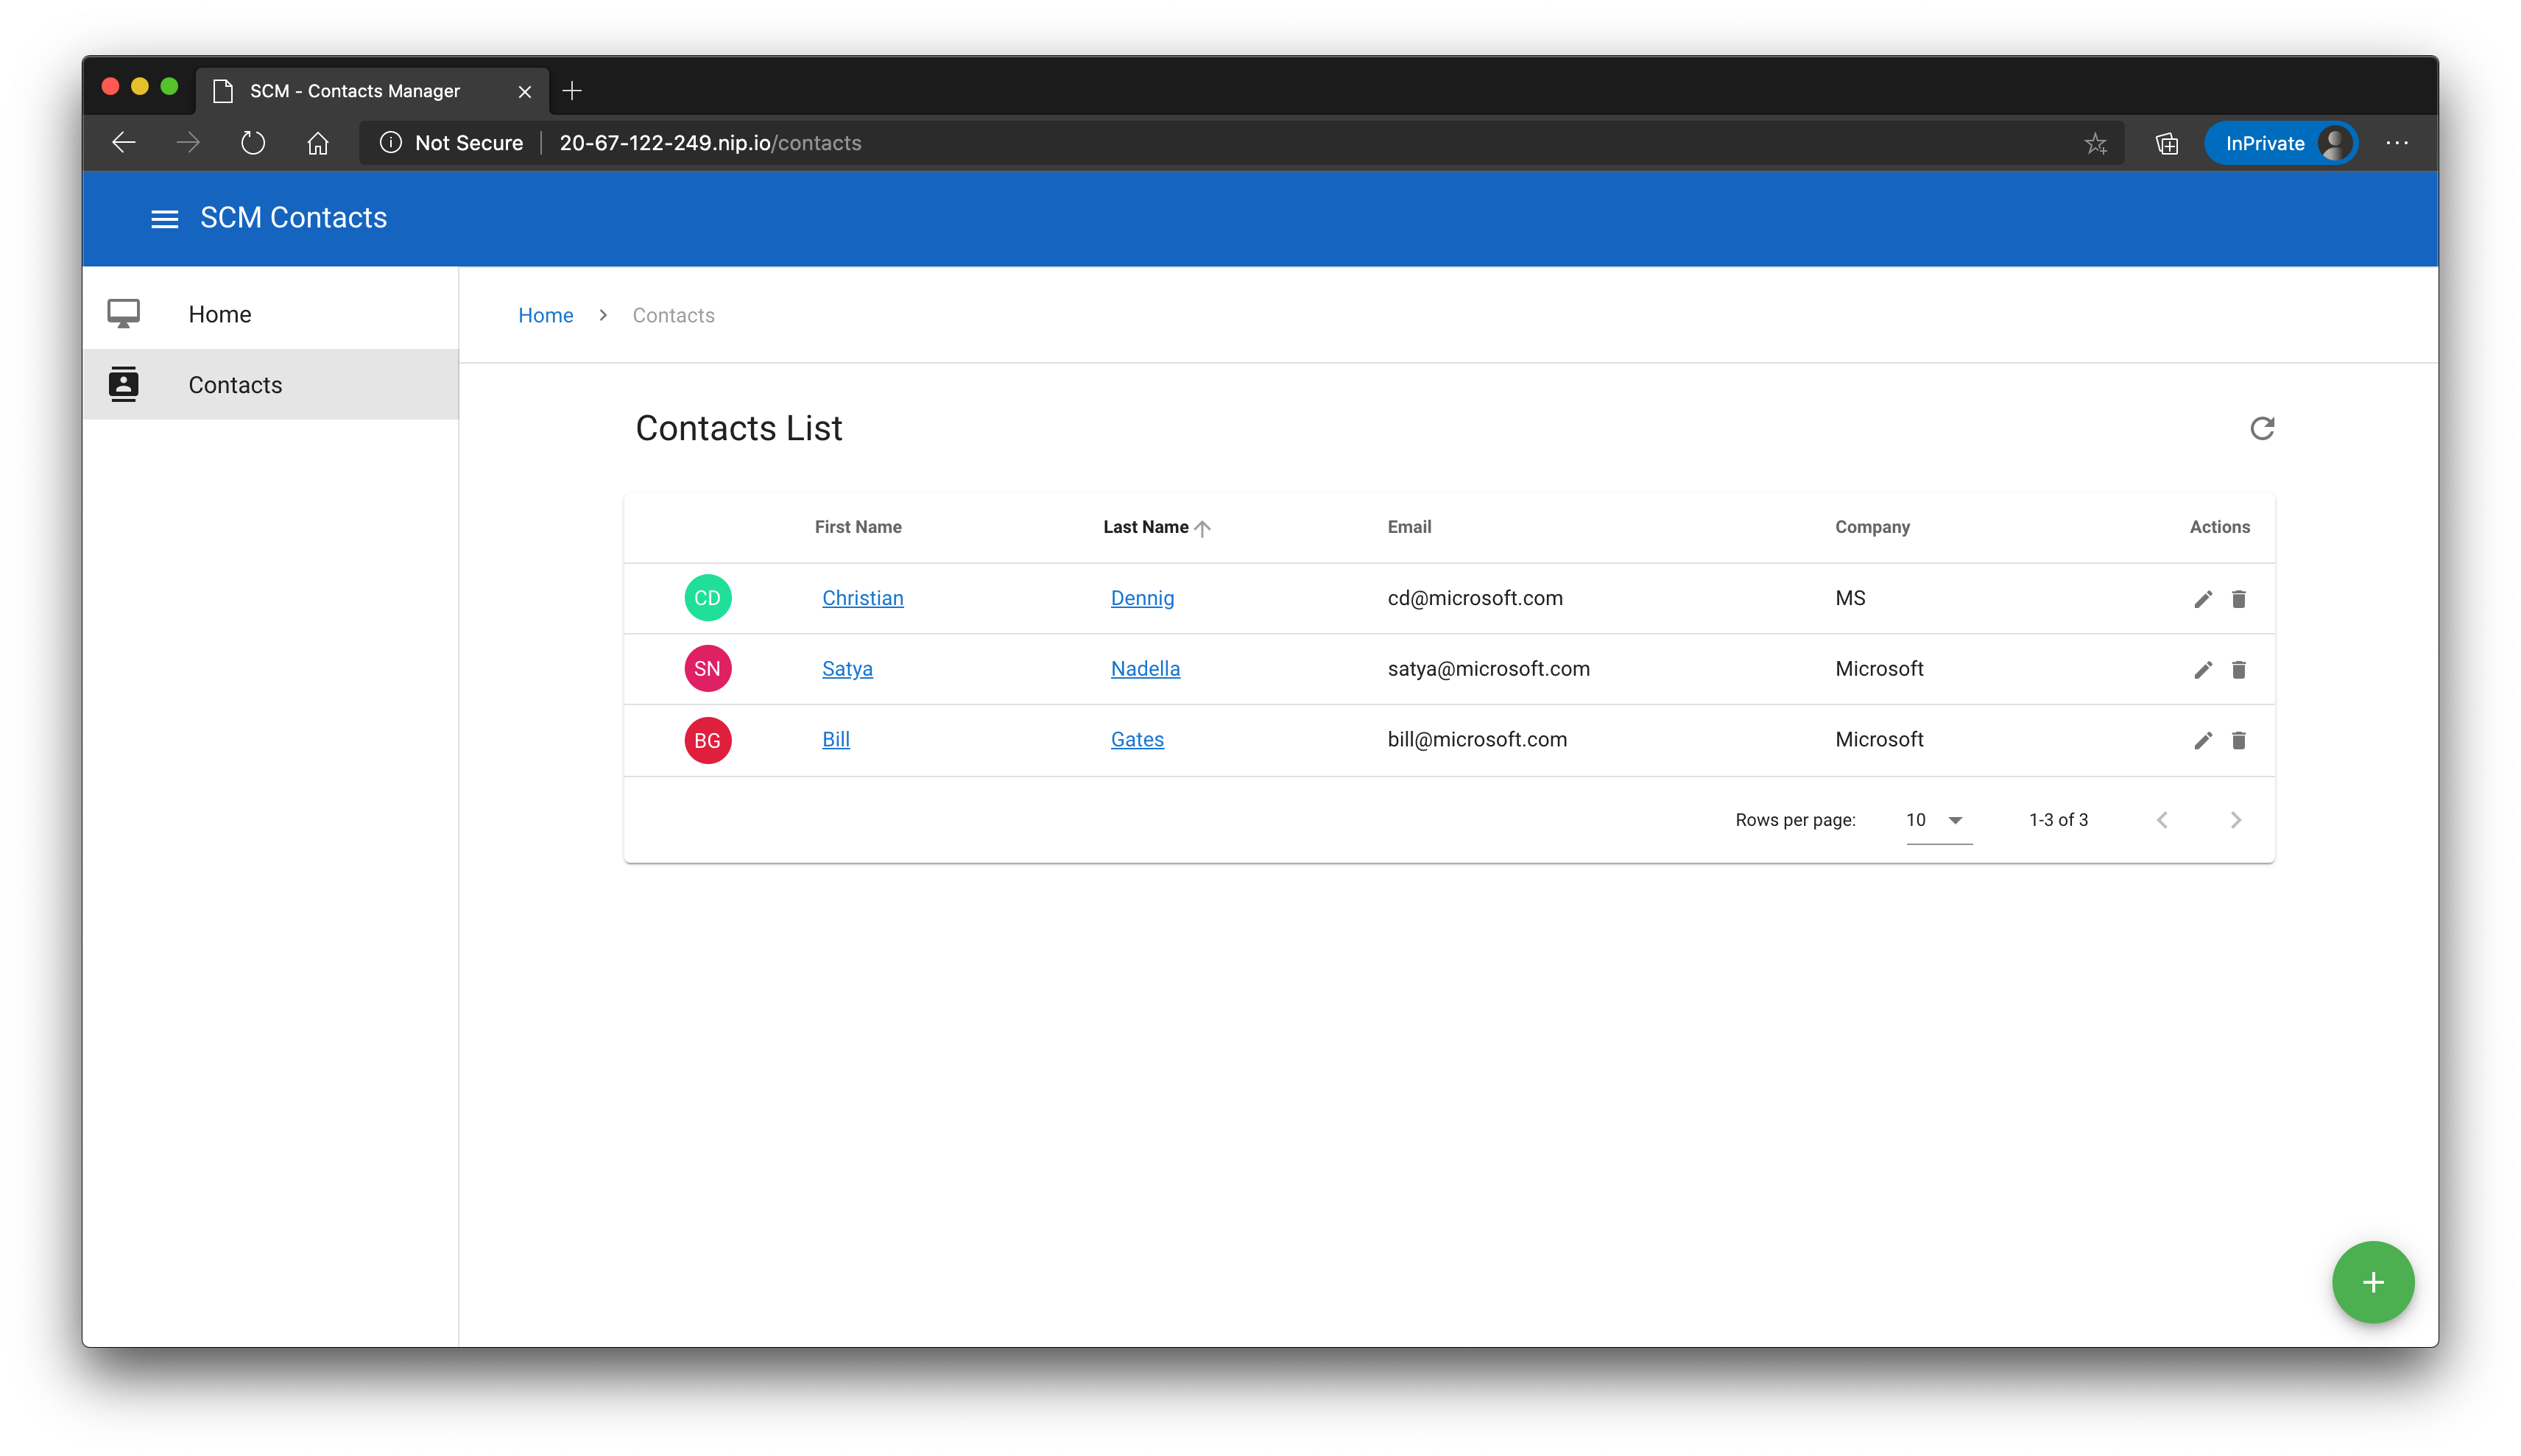 SCM - Contacts Manager
Not Secure 20-67-122-249.nip.io/contacts InPrivate
SCM Contacts
Home
Contacts
Home Contacts
Contacts List
First Name Last Name Email Company Actions
CD Christian Dennig cd@microsoft.com MS
SN Satya Nadella satya@microsoft.com Microsoft
BG Bill Gates bill@microsoft.com Microsoft
Rows per page: 10 1-3 of 3